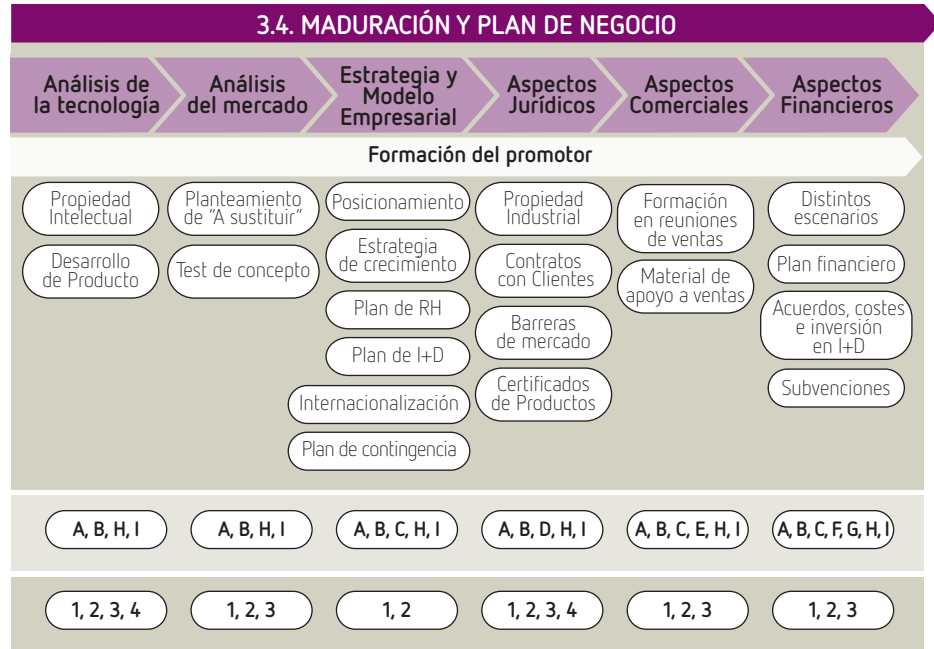 3.4. MADURACIÓN Y PLAN DE NEGOCIO
Análisis de
la tecnología
Análisis
del mercado
Estrategia y
Modelo
Empresarial
Aspectos
Jurídicos
Aspectos
Comerciales
Aspectos
Financieros
Formación del promotor
Propiedad
Intelectual
Desarrollo
de Producto
Planteamiento
de “A sustituir”
Test de concepto
Posicionamiento
Estrategia
de crecimiento
Plan de RH
Plan de I+D
Internacionalización
Plan de contingencia
Propiedad
Industrial
Contratos
con Clientes
Barreras
de mercado
Certificados
de Productos
Formación
en reuniones
de ventas
Material de
apoyo a ventas
Distintos
escenarios
Plan financiero
Acuerdos, costes
e inversión
en I+D
Subvenciones
A, B, H, I
A, B, H, I
A, B, C, H, I
A, B, D, H, I
A, B, C, E, H, I
A, B, C, F, G, H, I
1, 2, 3, 4
1, 2, 3
1, 2
1, 2, 3, 4
1, 2, 3
1, 2, 3